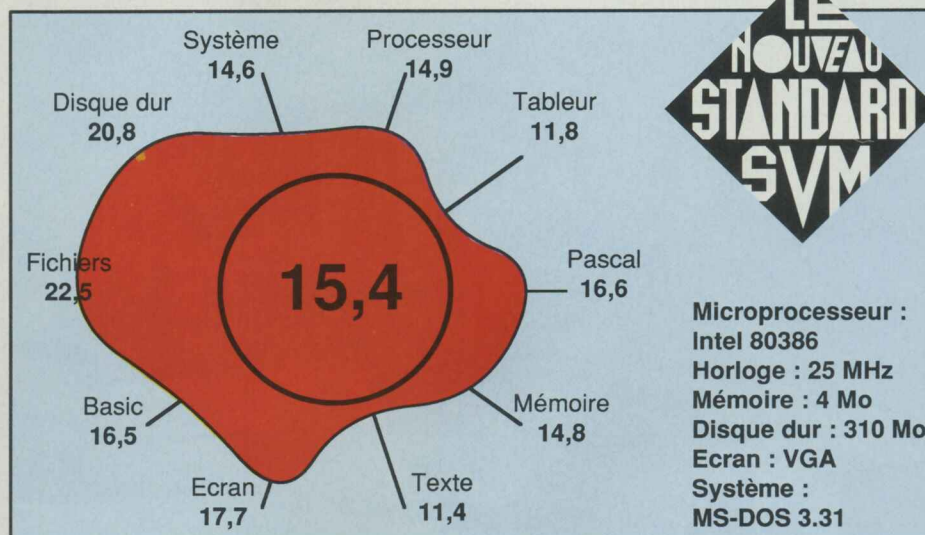 Système
14,6
Processeur
14,9
Disque dur
20,8
Tableur
11,8
Fichiers
22,5
15,4
Pascal
16,6
Basic
16,5
Mémoire
14,8
Ecran
17,7
Texte
11,4
LE
NOUVEAU
STANDARD
SVM
Microprocesseur :
Intel 80386
Horloge : 25 MHz
Mémoire : 4 Mo
Disque dur : 310 Mo
Ecran : VGA
Système :
MS-DOS 3.31